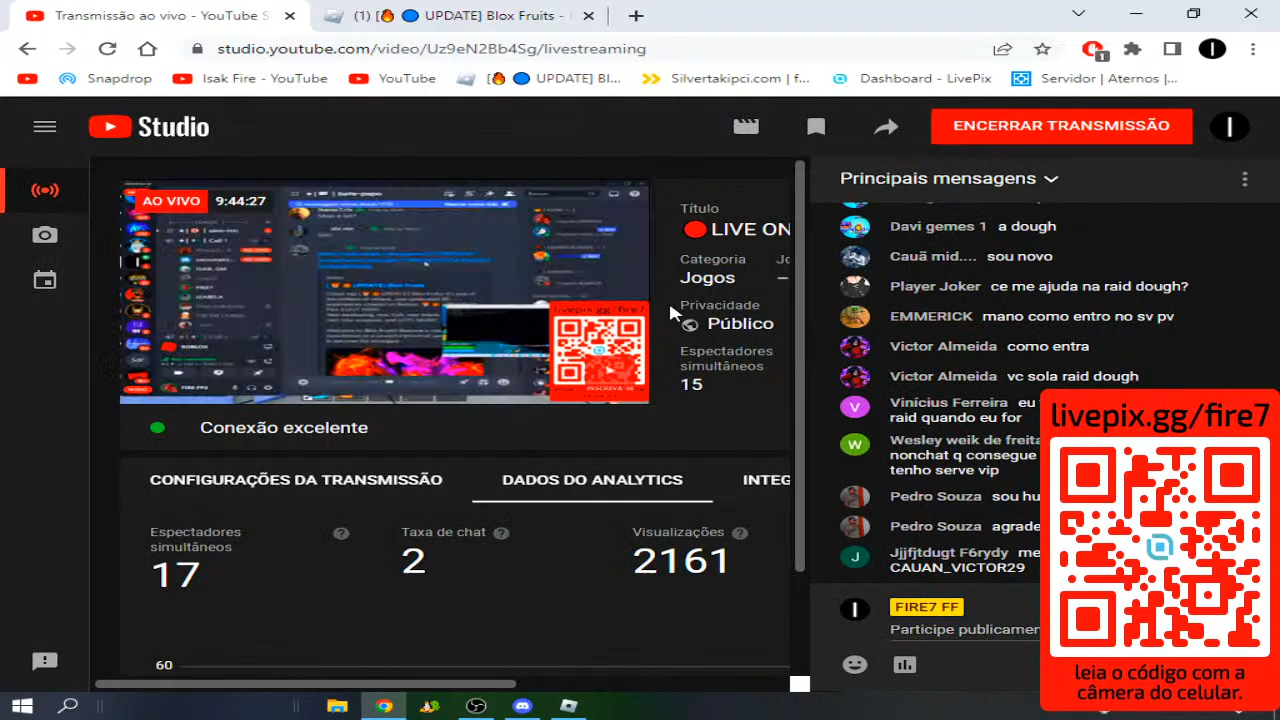 Transmissão ao vivo - YouTube S
(1) [🔥 🔵 UPDATE] Blox Fruits -
studio.youtube.com/video/Uz9eN2Bb4Sg/livestreaming
1
Snapdrop
Isak Fire - YouTube
YouTube
[🔥 🔵 UPDATE] Bl...
Silvertakipci.com | f...
Dashboard - LivePix
Servidor | Aternos |...
Studio
ENCERRAR TRANSMISSÃO
AO VIVO
9:44:27
livepix.gg/fire7
INSCREVA-SE
Título
🔴 LIVE ON
Categoria
Jogos
–
Privacidade
Público
Espectadores
simultâneos
15
Conexão excelente
CONFIGURAÇÕES DA TRANSMISSÃO
DADOS DO ANALYTICS
INTEG
Espectadores
simultâneos
17
Taxa de chat
2
Visualizações
2161
60
Principais mensagens
Davi gemes 1 a dough
Cauã mid.... sou novo
Player Joker ce me ajuda na raid dough?
EMMERICK mano como entro no sv pv
Victor Almeida como entra
Victor Almeida vc sola raid dough
Vinícius Ferreira eu
raid quando eu for
Wesley weik de freita
nonchat q consegue
tenho serve vip
Pedro Souza sou hu
Pedro Souza agrade
Jjjfjtdugt F6rydy me
CAUAN_VICTOR29
FIRE7 FF
Participe publicamen
livepix.gg/fire7
leia o código com a
câmera do celular.